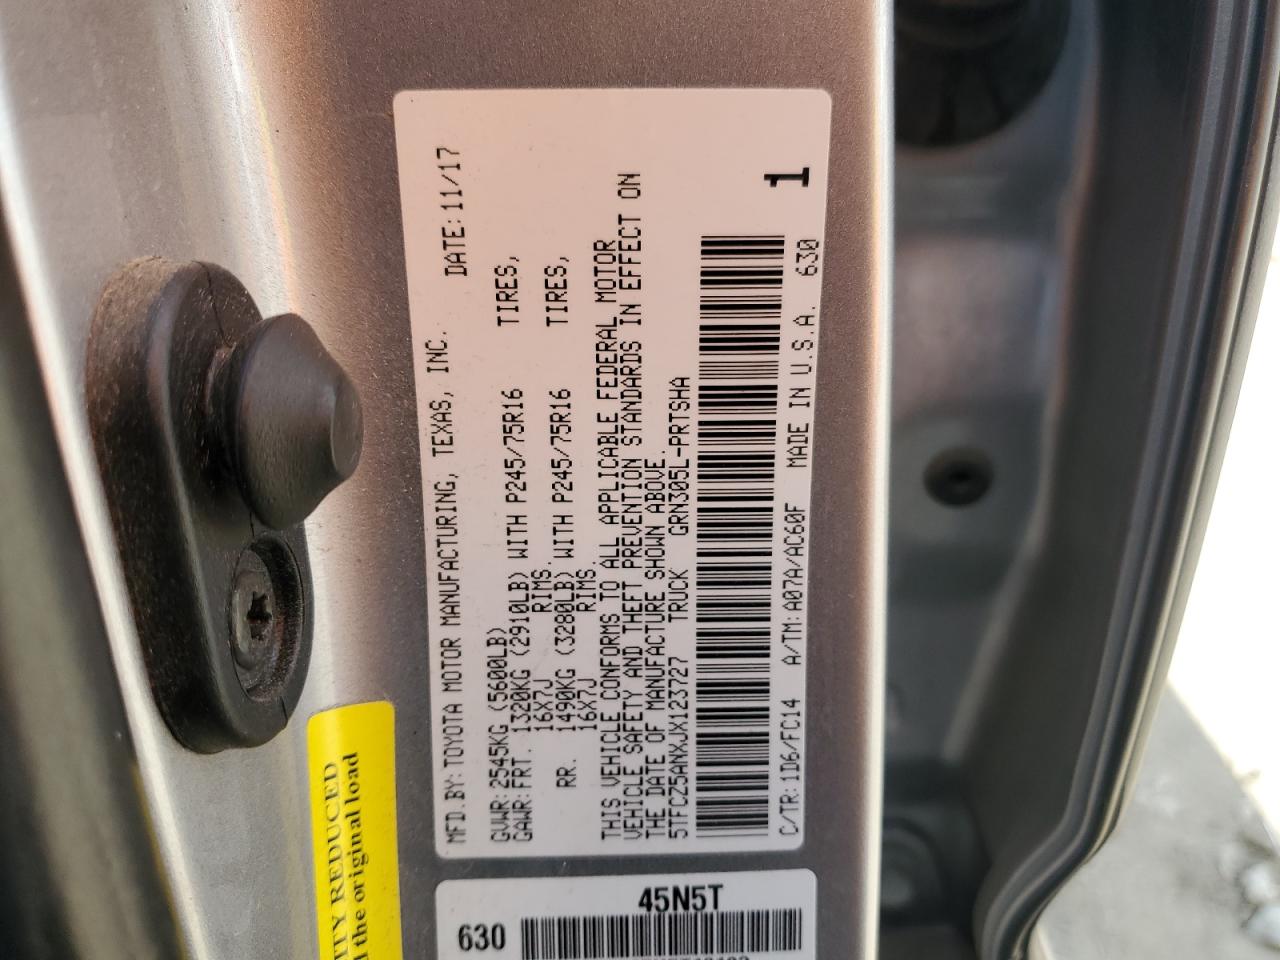 MFD.BY:TOYOTA MOTOR MANUFACTURING, TEXAS, INC.
DATE:11/17
GVWR:2545KG (5600LB)
GAWR:FRT. 1320KG (2910LB) WITH P245/75R16 TIRES,
16X7J RIMS.
RR. 1490KG (3280LB) WITH P245/75R16 TIRES,
16X7J RIMS.
THIS VEHICLE CONFORMS TO ALL APPLICABLE FEDERAL MOTOR
VEHICLE SAFETY AND THEFT PREVENTION STANDARDS IN EFFECT ON
THE DATE OF MANUFACTURE SHOWN ABOVE.
5TFCZ5ANXJX123727 TRUCK GRN305L-PRTSHA
1
C/TR:1D6/FC14 A/TM:A07A/AC60F MADE IN U.S.A. 630
REDUCED
the original load
45N5T
630